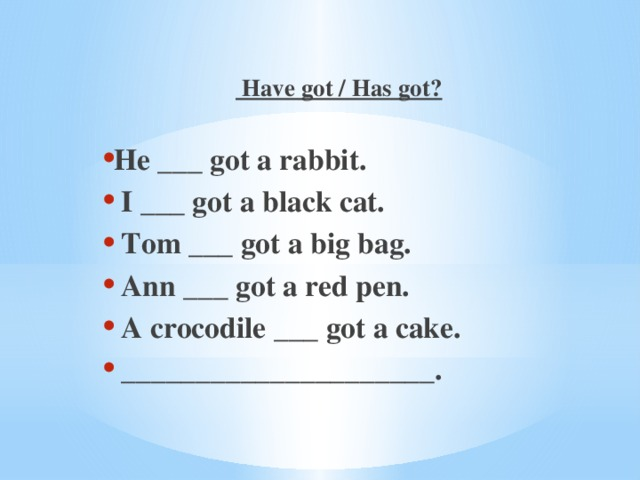 Have got / Has got?
•He ___ got a rabbit.
• I ___ got a black cat.
• Tom ___ got a big bag.
• Ann ___ got a red pen.
• A crocodile ___ got a cake.
• _____________________.